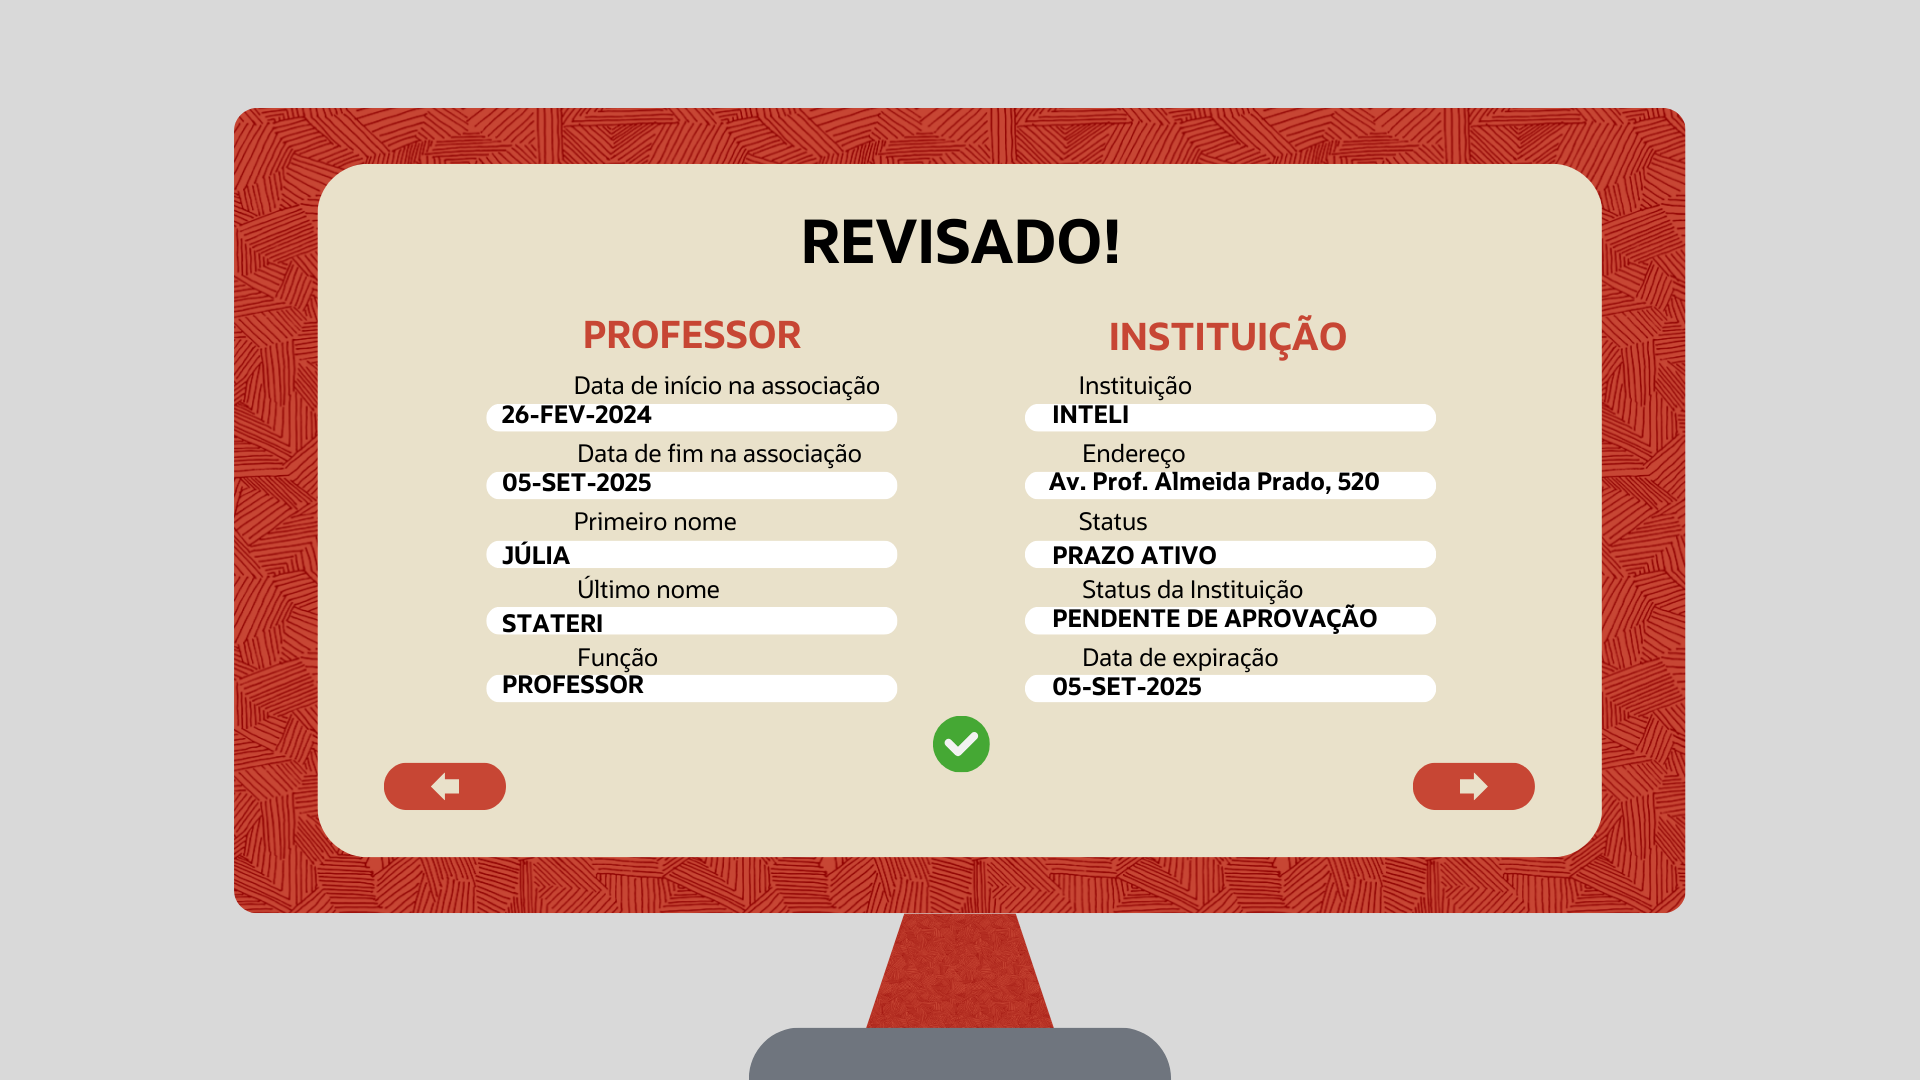 REVISADO!
PROFESSOR
Data de início na associação
26-FEV-2024
Data de fim na associação
05-SET-2025
Primeiro nome
JÚLIA
Último nome
STATERI
Função
PROFESSOR
INSTITUIÇÃO
Instituição
INTELI
Endereço
Av. Prof. Almeida Prado, 520
Status
PRAZO ATIVO
Status da Instituição
PENDENTE DE APROVAÇÃO
Data de expiração
05-SET-2025